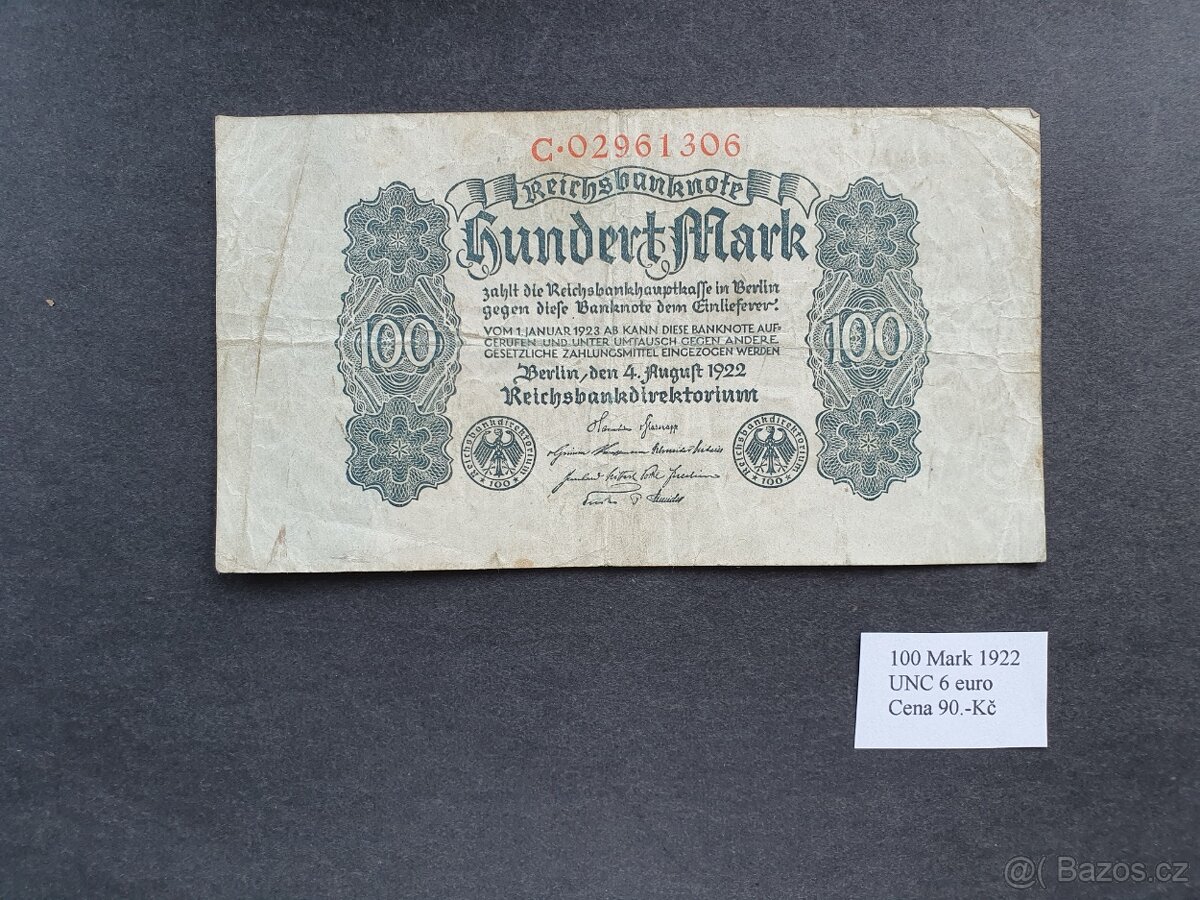 C·02961306
Reichsbanknote
Hundert Mark
zahlt die Reichsbankhauptkasse in Berlin
gegen diese Banknote dem Einlieferer.
VOM 1. JANUAR 1923 AB KANN DIESE BANKNOTE AUF-
GERUFEN UND UNTER UMTAUSCH GEGEN ANDERE
GESETZLICHE ZAHLUNGSMITTEL EINGEZOGEN WERDEN
100
100
Berlin, den 4. August 1922
Reichsbankdirektorium
Reichsbankdirektorium
100
Reichsbankdirektorium
100
100 Mark 1922
UNC 6 euro
Cena 90.-Kč
@( Bazos.cz